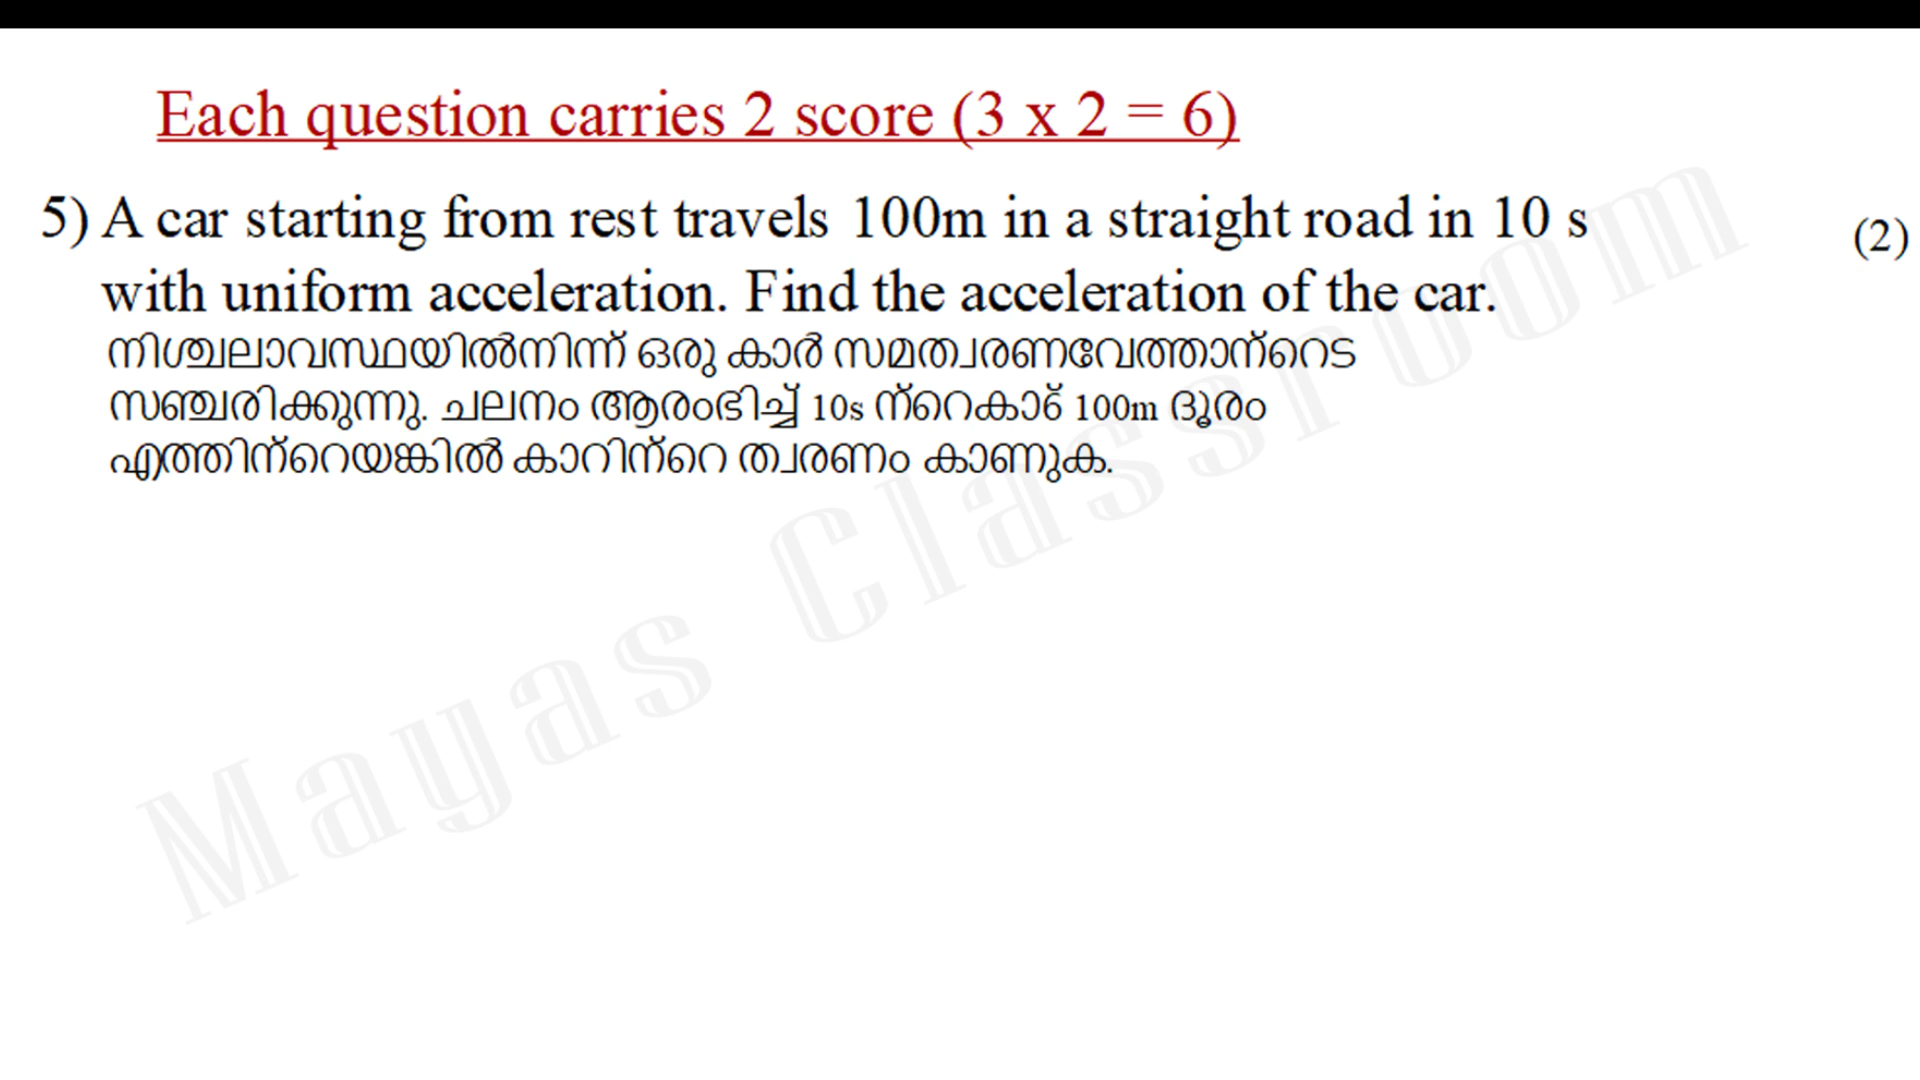 Each question carries 2 score (3 x 2 = 6)
5) A car starting from rest travels 100m in a straight road in 10 s (2)
with uniform acceleration. Find the acceleration of the car.
നിശ്ചലാവസ്ഥയിൽനിന്ന് ഒരു കാർ സമത്വരണവേത്താന്റെട
സഞ്ചരിക്കുന്നു. ചലനം ആരംഭിച്ച് 10s ന്റെകാട് 100m ദൂരം
എത്തിന്റെയങ്കിൽ കാറിന്റെ ത്വരണം കാണുക.
Mayas Classroom